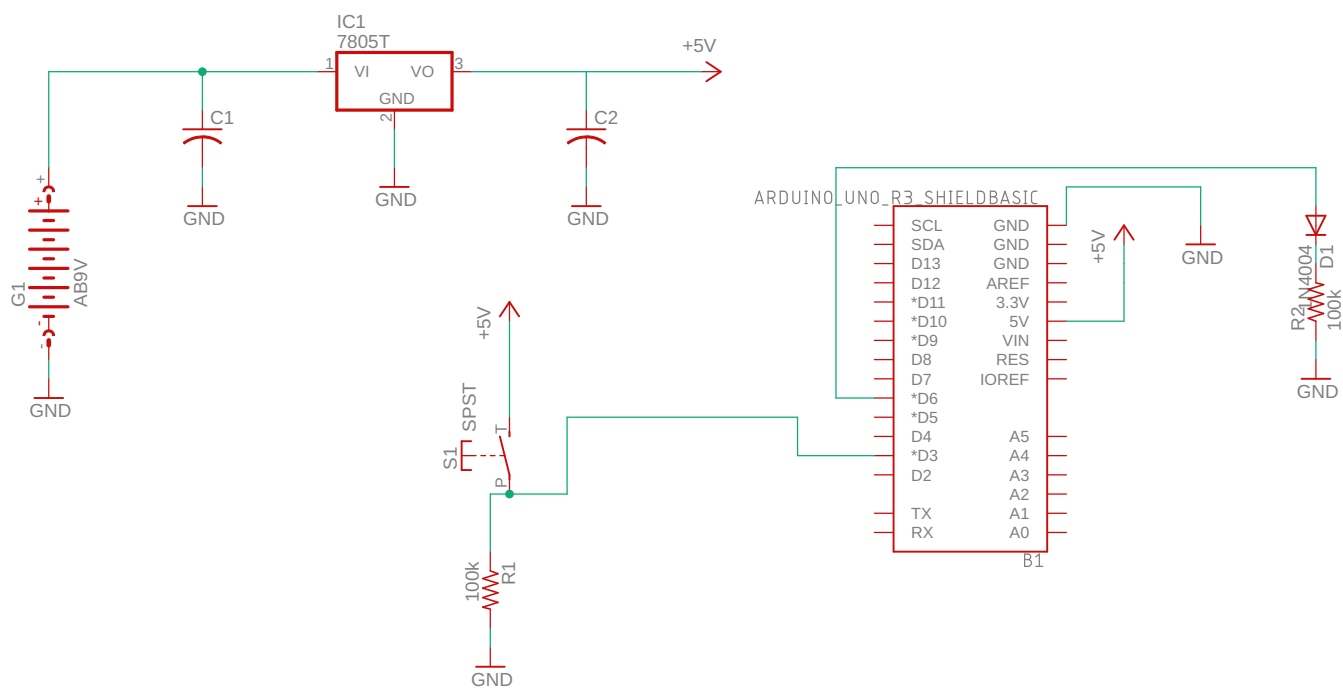 IC1
7805T
+5V
1
VI
VO
3
GND
2
C1
C2
GND
GND
GND
+
+
G1
AB9V
-
-
GND
ARDUINO_UNO_R3_SHIELDBASIC
SCL
SDA
D13
D12
*D11
*D10
*D9
D8
D7
*D6
*D5
D4
*D3
D2
TX
RX
GND
GND
GND
AREF
3.3V
5V
VIN
RES
IOREF
A5
A4
A3
A2
A1
A0
B1
+5V
GND
D1
1N4004
R2
100k
GND
+5V
SPST
S1
T
P
100k
R1
GND